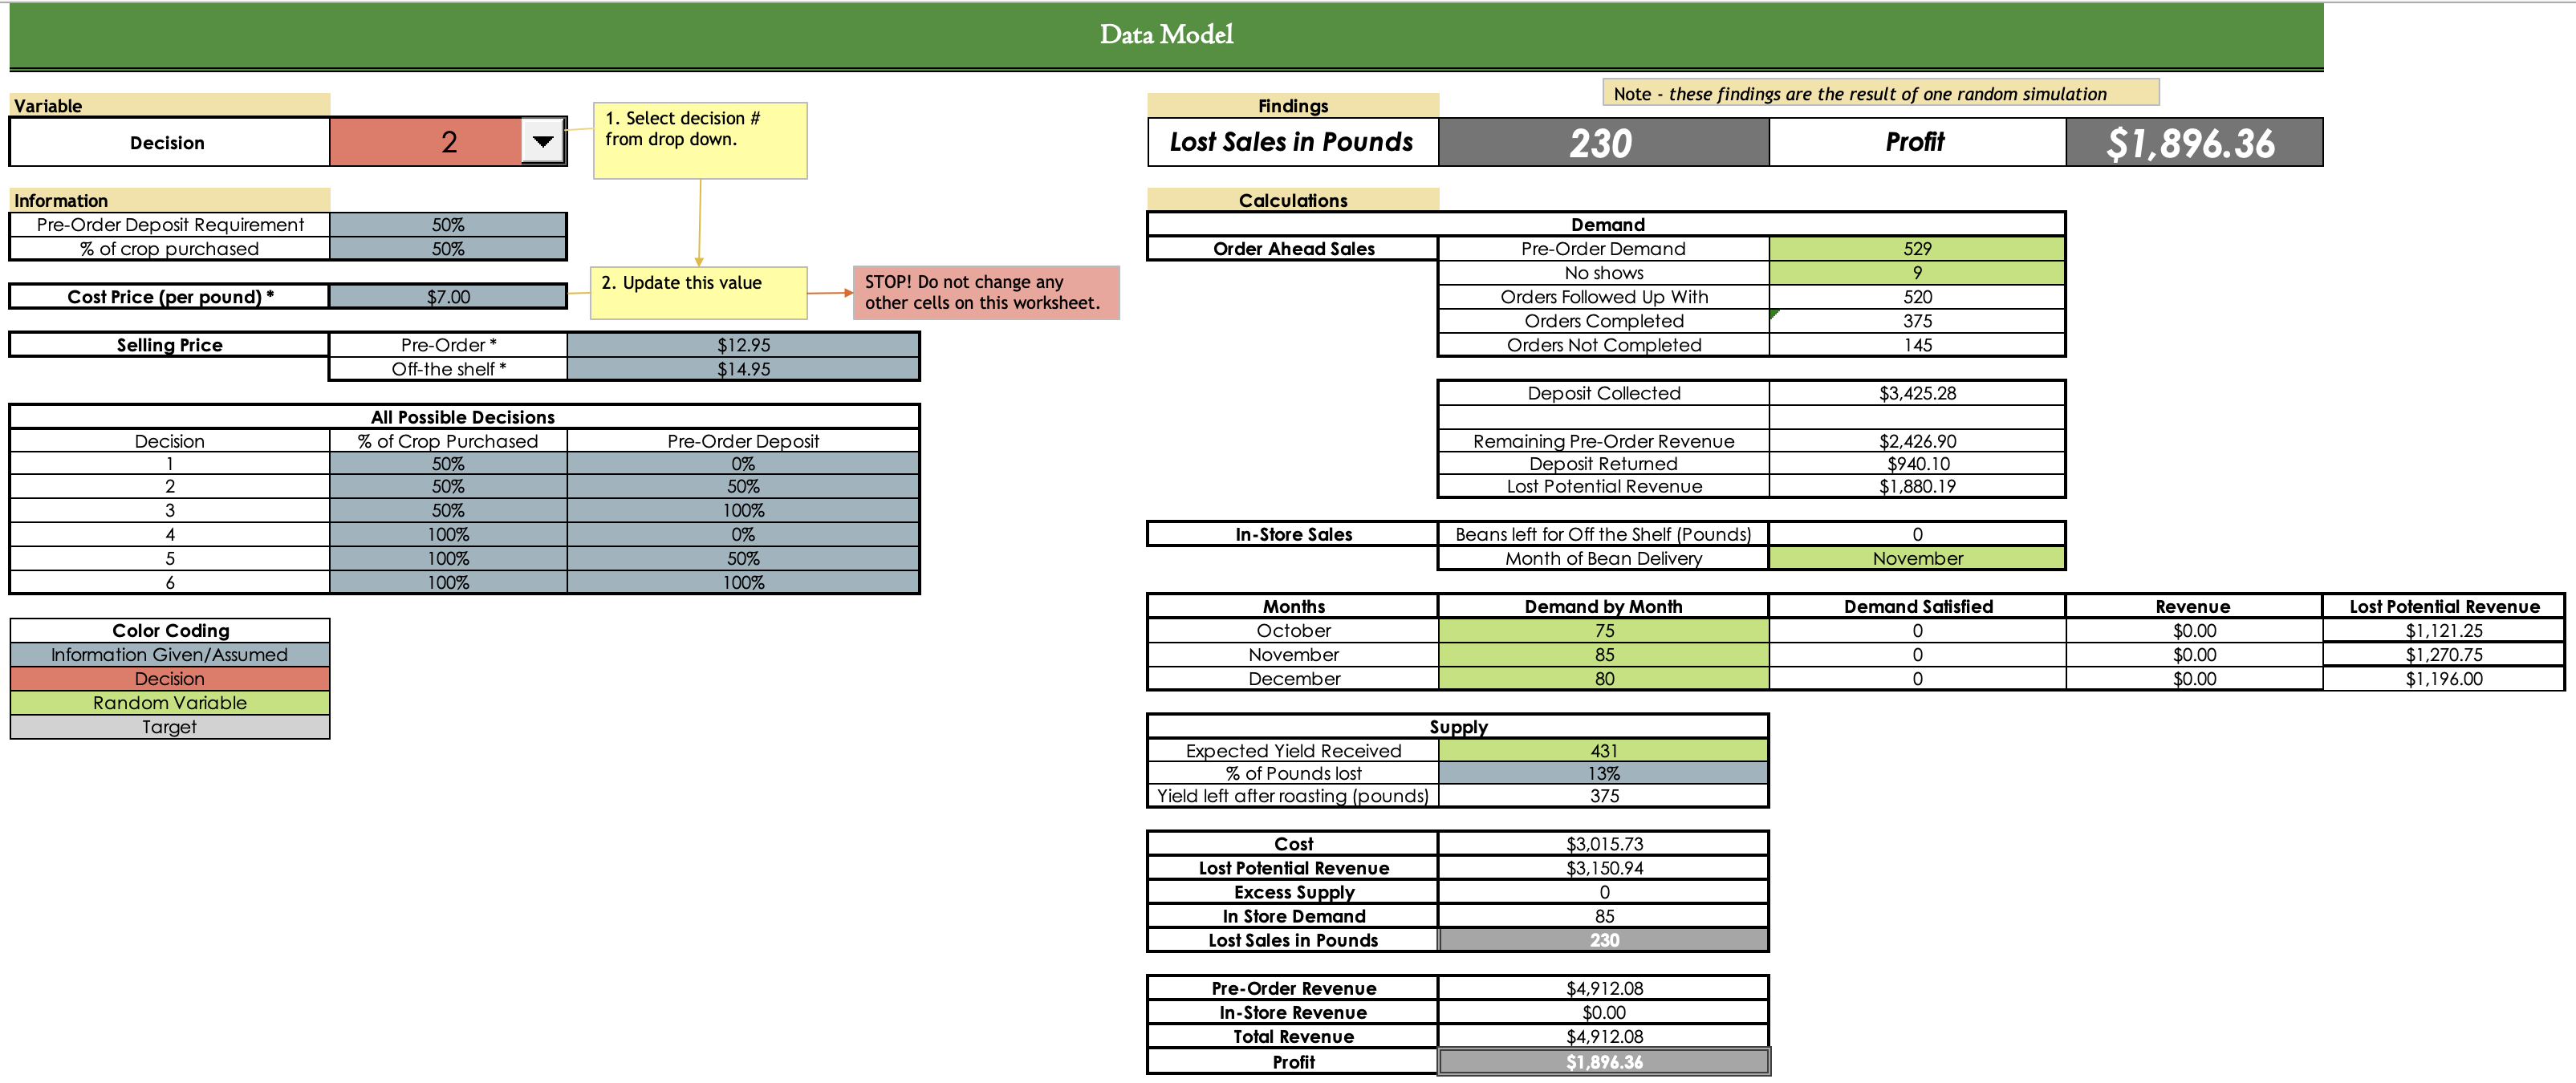 Data Model
Note - these findings are the result of one random simulation
Variable
Decision 2
1. Select decision #
from drop down.
Findings
Lost Sales in Pounds 230 Profit $1,896.36
Information
Pre-Order Deposit Requirement 50%
% of crop purchased 50%
Cost Price (per pound) * $7.00
2. Update this value
STOP! Do not change any
other cells on this worksheet.
Selling Price Pre-Order * $12.95
Off-the shelf * $14.95
All Possible Decisions
Decision % of Crop Purchased Pre-Order Deposit
1 50% 0%
2 50% 50%
3 50% 100%
4 100% 0%
5 100% 50%
6 100% 100%
Color Coding
Information Given/Assumed
Decision
Random Variable
Target
Calculations
Demand
Order Ahead Sales Pre-Order Demand 529
No shows 9
Orders Followed Up With 520
Orders Completed 375
Orders Not Completed 145
Deposit Collected $3,425.28
Remaining Pre-Order Revenue $2,426.90
Deposit Returned $940.10
Lost Potential Revenue $1,880.19
In-Store Sales Beans left for Off the Shelf (Pounds) 0
Month of Bean Delivery November
Months Demand by Month Demand Satisfied Revenue Lost Potential Revenue
October 75 0 $0.00 $1,121.25
November 85 0 $0.00 $1,270.75
December 80 0 $0.00 $1,196.00
Supply
Expected Yield Received 431
% of Pounds lost 13%
Yield left after roasting (pounds) 375
Cost $3,015.73
Lost Potential Revenue $3,150.94
Excess Supply 0
In Store Demand 85
Lost Sales in Pounds 230
Pre-Order Revenue $4,912.08
In-Store Revenue $0.00
Total Revenue $4,912.08
Profit $1,896.36